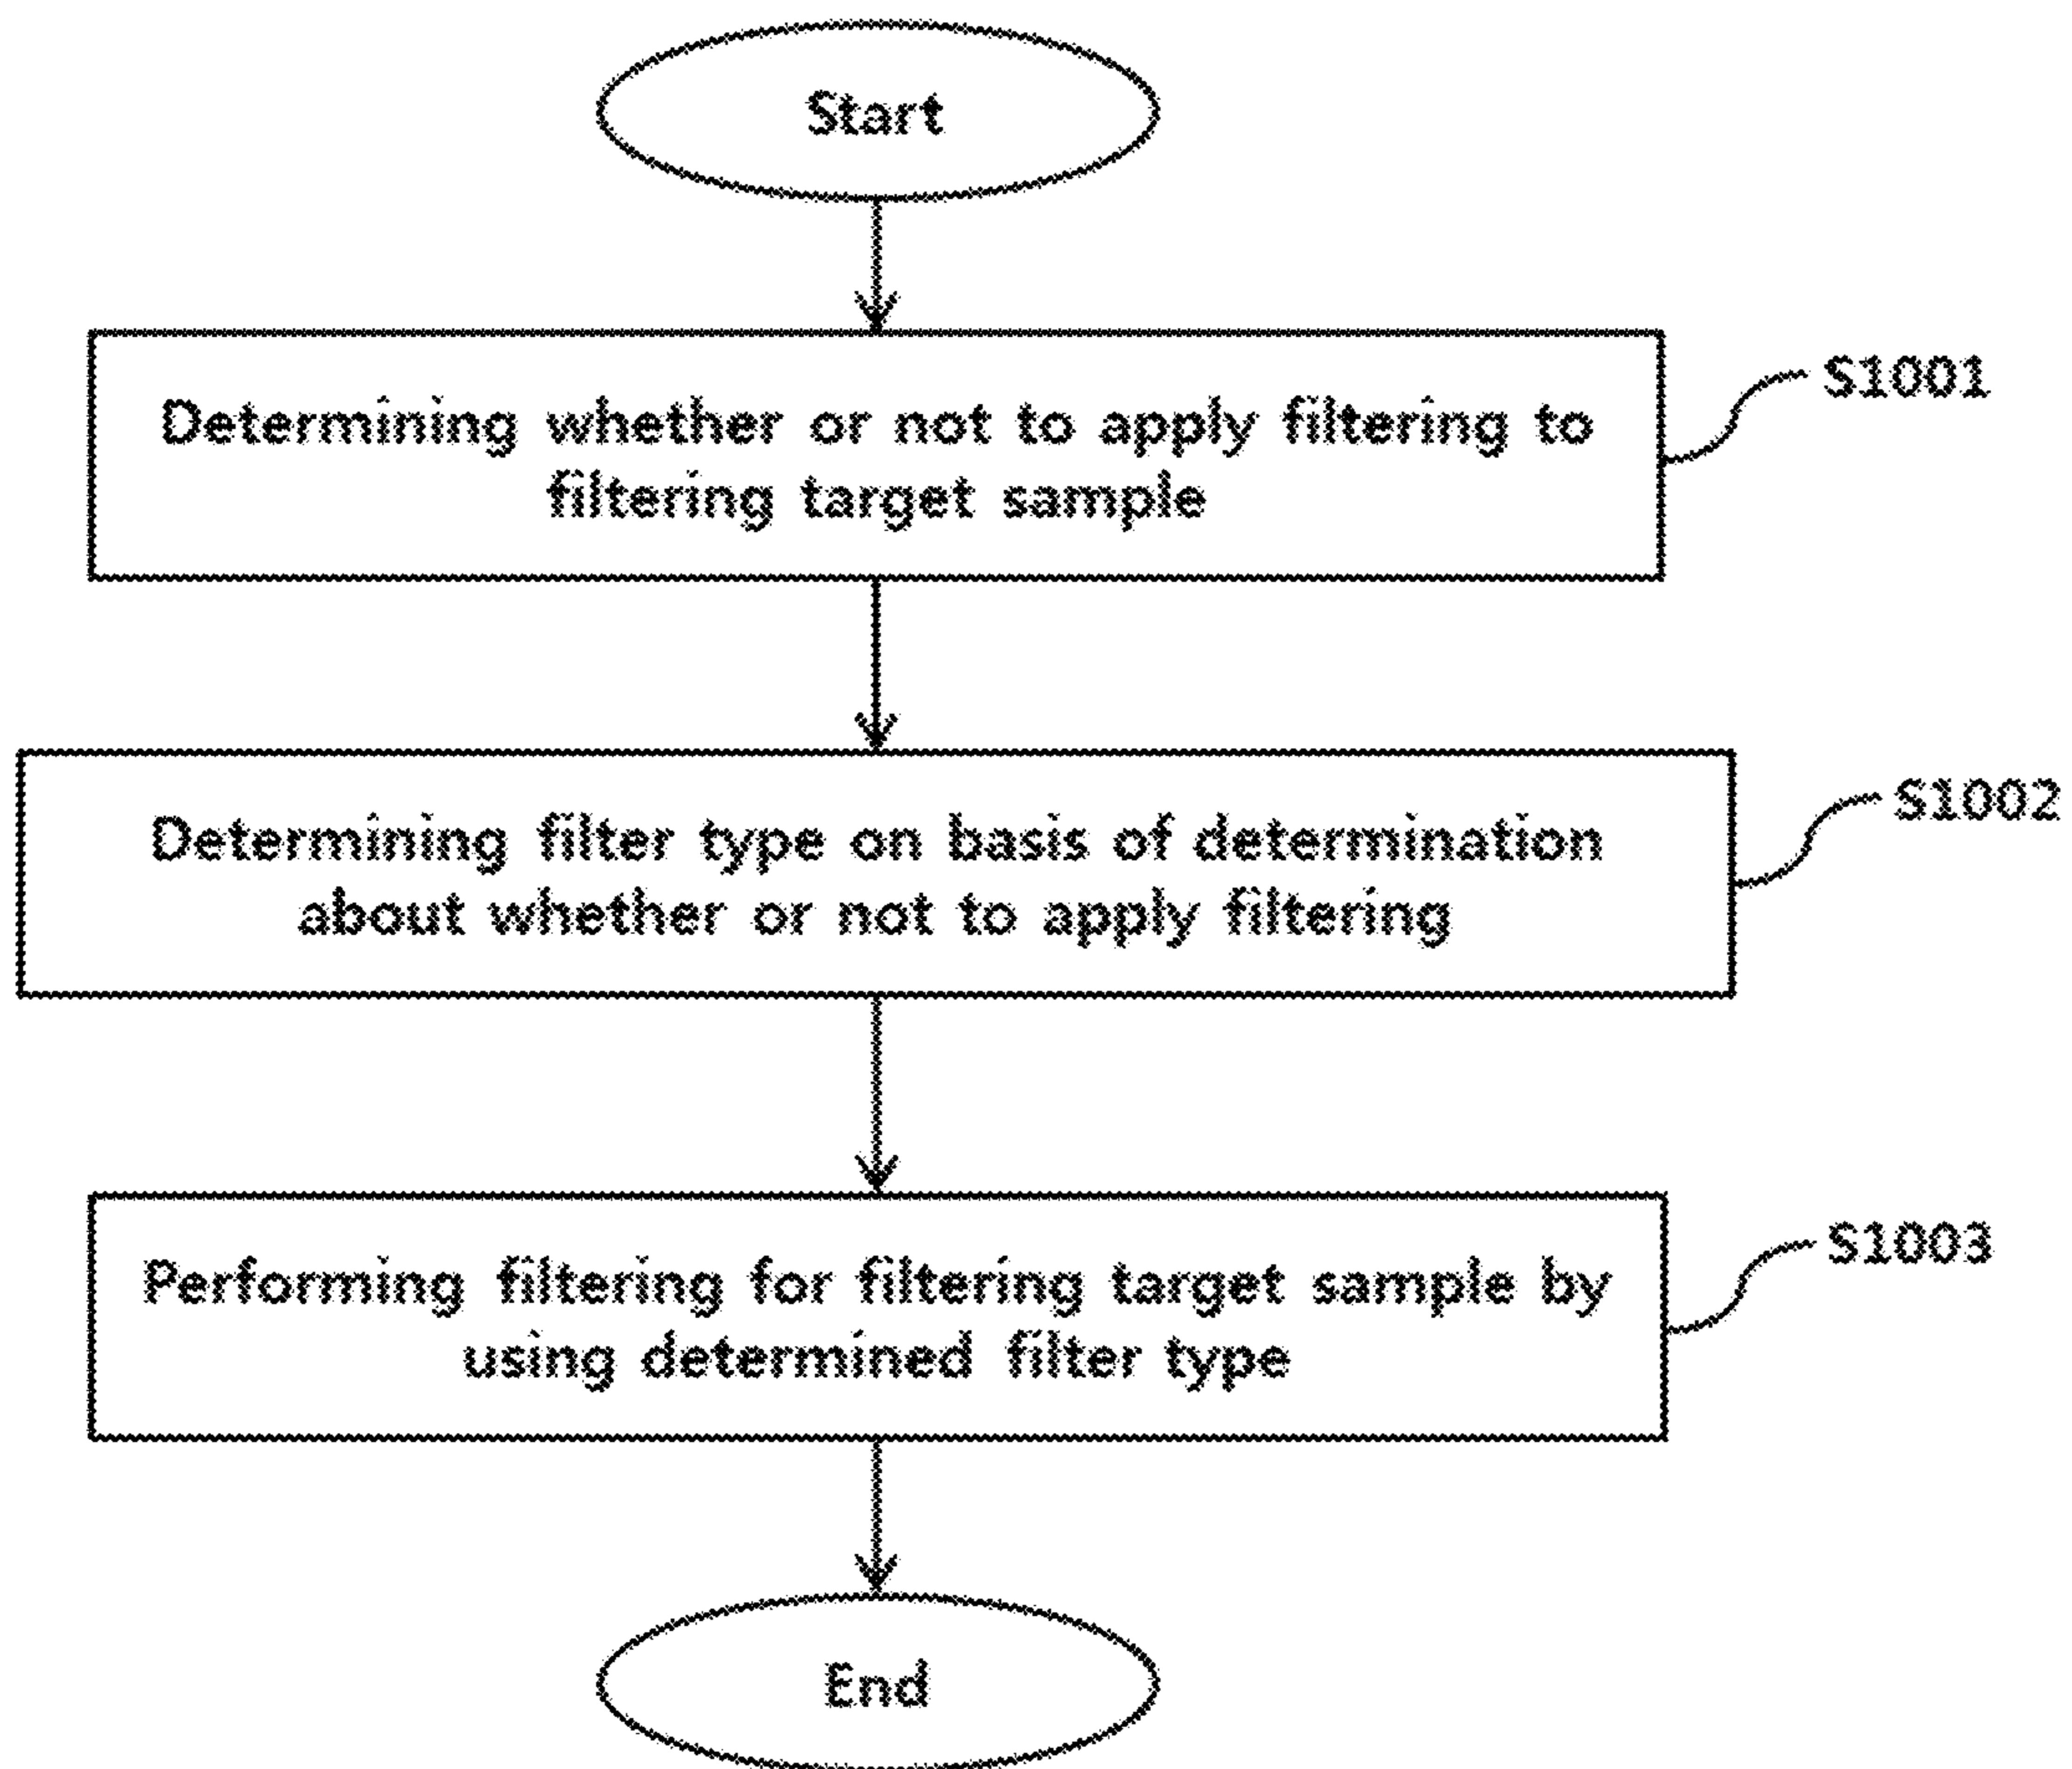 Start
Determining whether or not to apply filtering to
filtering target sample
S1001
Determining filter type on basis of determination
about whether or not to apply filtering
S1002
Performing filtering for filtering target sample by
using determined filter type
S1003
End